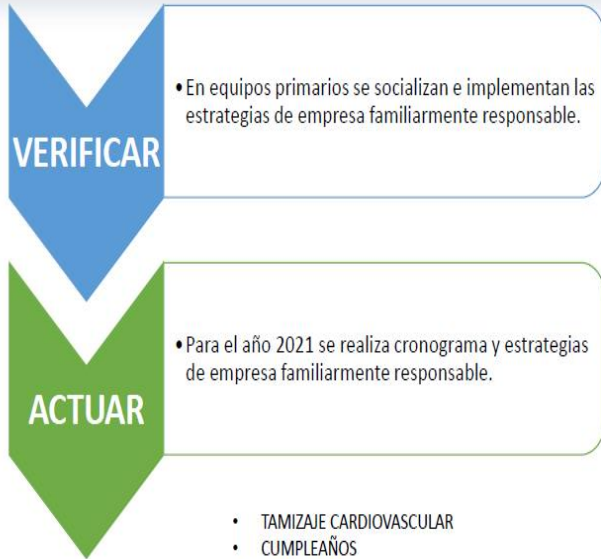 VERIFICAR
• En equipos primarios se socializan e implementan las
estrategias de empresa familiarmente responsable.
ACTUAR
• Para el año 2021 se realiza cronograma y estrategias
de empresa familiarmente responsable.
• TAMIZAJE CARDIOVASCULAR
• CUMPLEAÑOS